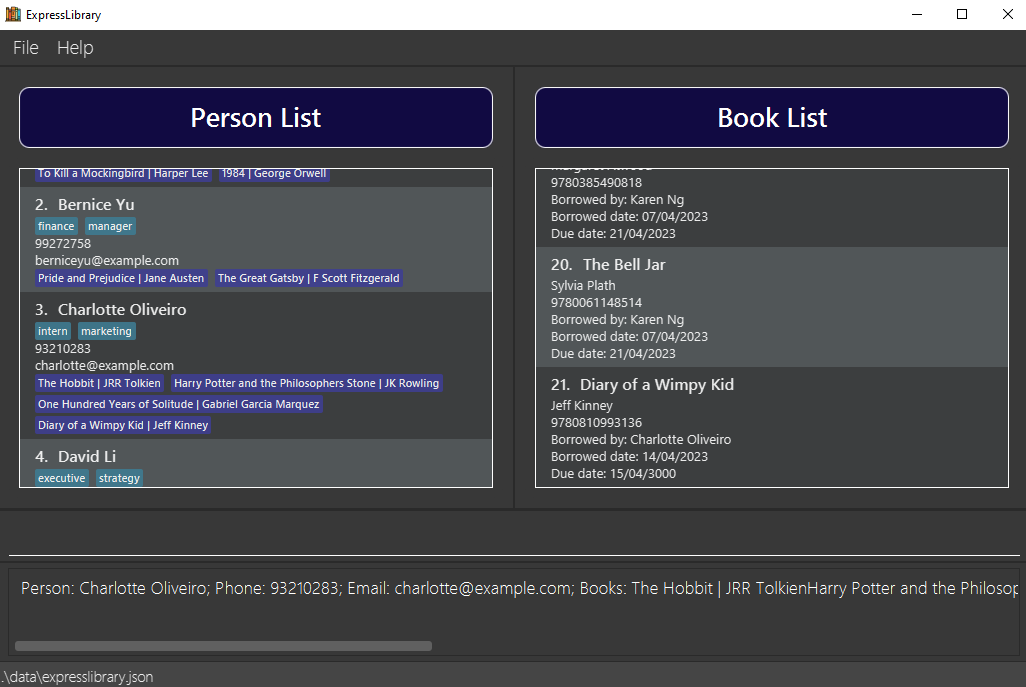 ExpressLibrary
File Help
Person List
To Kill a Mockingbird | Harper Lee 1984 | George Orwell
2. Bernice Yu
finance manager
99272758
berniceyu@example.com
Pride and Prejudice | Jane Austen The Great Gatsby | F Scott Fitzgerald
3. Charlotte Oliveiro
intern marketing
93210283
charlotte@example.com
The Hobbit | JRR Tolkien Harry Potter and the Philosophers Stone | JK Rowling
One Hundred Years of Solitude | Gabriel Garcia Marquez
Diary of a Wimpy Kid | Jeff Kinney
4. David Li
executive strategy
Book List
Margaret Atwood
9780385490818
Borrowed by: Karen Ng
Borrowed date: 07/04/2023
Due date: 21/04/2023
20. The Bell Jar
Sylvia Plath
9780061148514
Borrowed by: Karen Ng
Borrowed date: 07/04/2023
Due date: 21/04/2023
21. Diary of a Wimpy Kid
Jeff Kinney
9780810993136
Borrowed by: Charlotte Oliveiro
Borrowed date: 14/04/2023
Due date: 15/04/3000
Person: Charlotte Oliveiro; Phone: 93210283; Email: charlotte@example.com; Books: The Hobbit | JRR TolkienHarry Potter and the Philosop
.\data\expresslibrary.json